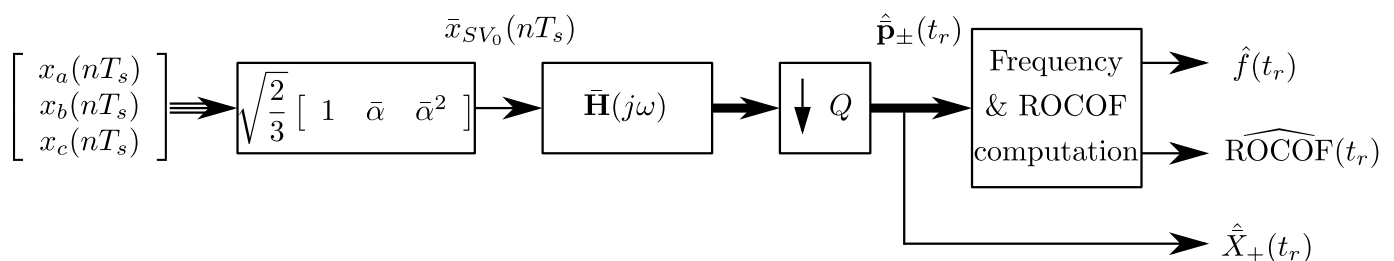 x̄_{SV_0}(nT_s)
p̄̂_±(t_r)
x_a(nT_s)
x_b(nT_s)
x_c(nT_s)
√(2/3) [ 1 ᾱ ᾱ² ]
H̄(jω)
↓ Q
Frequency
& ROCOF
computation
f̂(t_r)
\widehat{ROCOF}(t_r)
X̄̂_+(t_r)